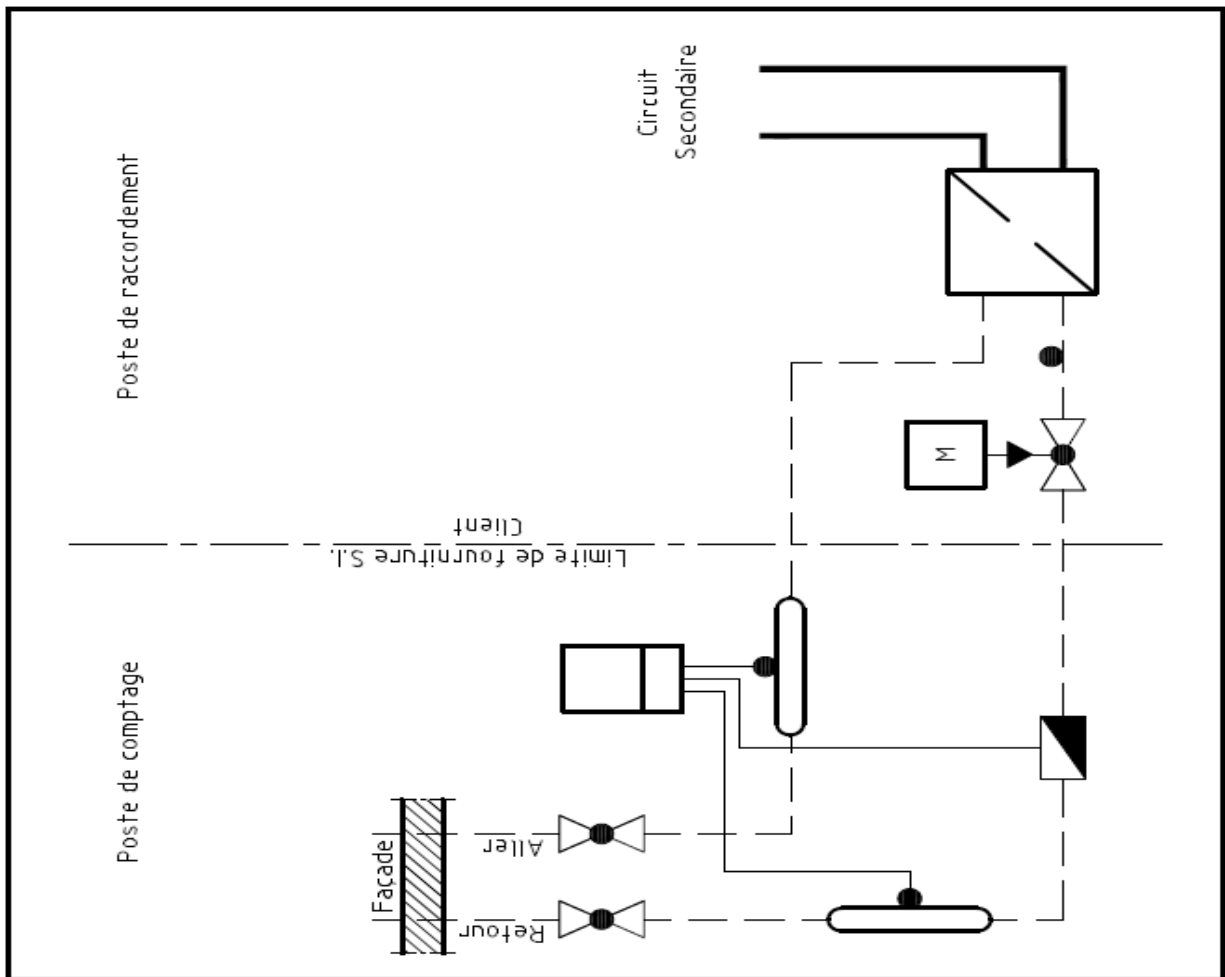 Poste de comptage
Poste de raccordement
Façade
Retour
Aller
Limite de fourniture S.I.
Client
Circuit
Secondaire
M